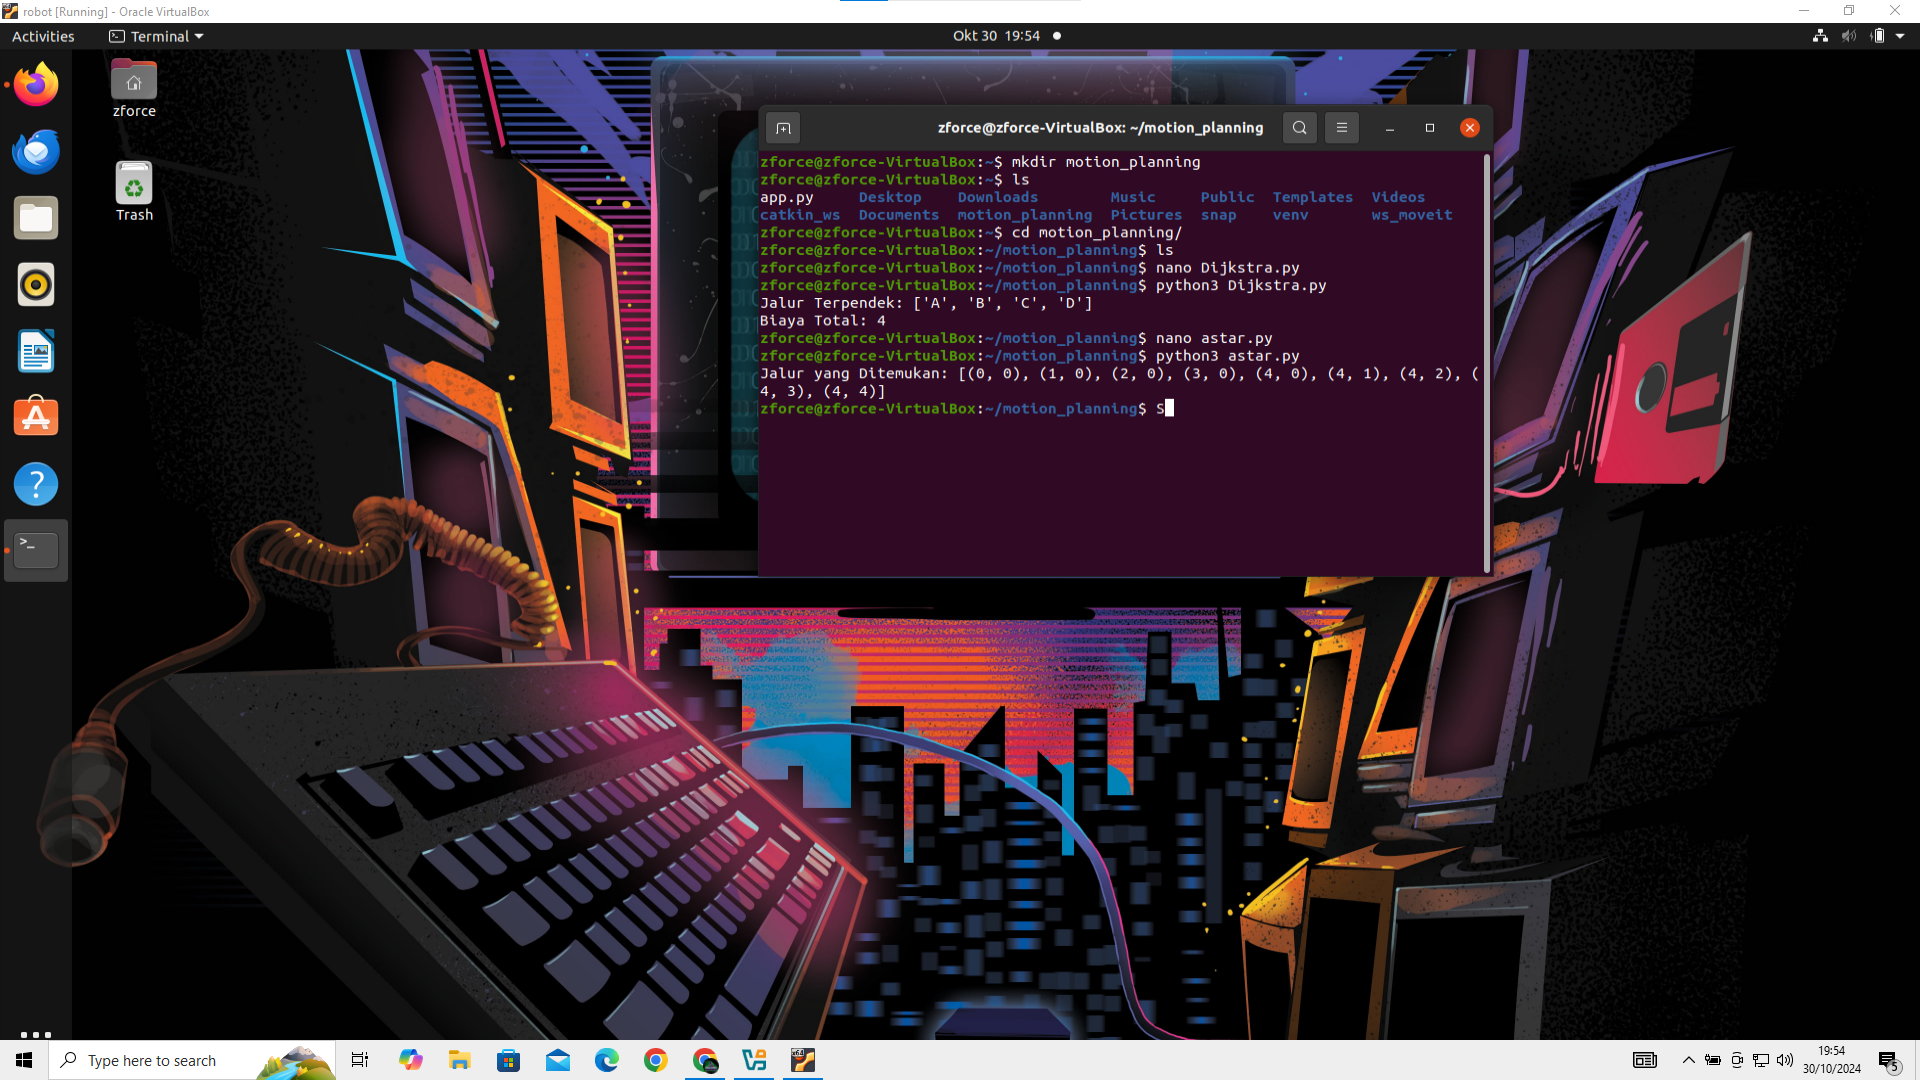 robot [Running] - Oracle VirtualBox
Activities
Terminal
Okt 30 19:54
zforce
Trash
zforce@zforce-VirtualBox: ~/motion_planning
zforce@zforce-VirtualBox:~$ mkdir motion_planning
zforce@zforce-VirtualBox:~$ ls
app.py Desktop Downloads Music Public Templates Videos
catkin_ws Documents motion_planning Pictures snap venv ws_moveit
zforce@zforce-VirtualBox:~$ cd motion_planning/
zforce@zforce-VirtualBox:~/motion_planning$ ls
zforce@zforce-VirtualBox:~/motion_planning$ nano Dijkstra.py
zforce@zforce-VirtualBox:~/motion_planning$ python3 Dijkstra.py
Jalur Terpendek: ['A', 'B', 'C', 'D']
Biaya Total: 4
zforce@zforce-VirtualBox:~/motion_planning$ nano astar.py
zforce@zforce-VirtualBox:~/motion_planning$ python3 astar.py
Jalur yang Ditemukan: [(0, 0), (1, 0), (2, 0), (3, 0), (4, 0), (4, 1), (4, 2), (
4, 3), (4, 4)]
zforce@zforce-VirtualBox:~/motion_planning$ S
Type here to search
19:54
30/10/2024
5